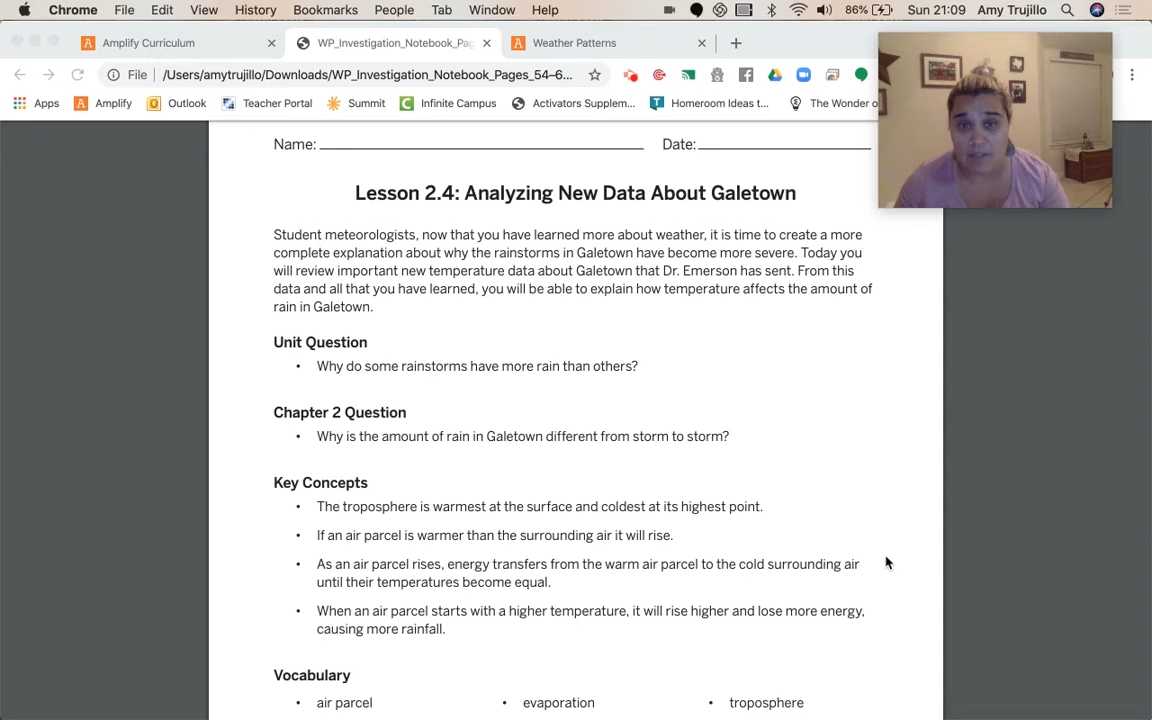 Chrome File Edit View History Bookmarks People Tab Window Help 86% Sun 21:09 Amy Trujillo
Amplify Curriculum × WP_Investigation_Notebook_Pag × Weather Patterns × +
File /Users/amytrujillo/Downloads/WP_Investigation_Notebook_Pages_54–6...
Apps Amplify Outlook Teacher Portal Summit Infinite Campus Activators Supplem... Homeroom Ideas t... The Wonder o
Name: Date:
Lesson 2.4: Analyzing New Data About Galetown
Student meteorologists, now that you have learned more about weather, it is time to create a more
complete explanation about why the rainstorms in Galetown have become more severe. Today you
will review important new temperature data about Galetown that Dr. Emerson has sent. From this
data and all that you have learned, you will be able to explain how temperature affects the amount of
rain in Galetown.
Unit Question
• Why do some rainstorms have more rain than others?
Chapter 2 Question
• Why is the amount of rain in Galetown different from storm to storm?
Key Concepts
• The troposphere is warmest at the surface and coldest at its highest point.
• If an air parcel is warmer than the surrounding air it will rise.
• As an air parcel rises, energy transfers from the warm air parcel to the cold surrounding air
until their temperatures become equal.
• When an air parcel starts with a higher temperature, it will rise higher and lose more energy,
causing more rainfall.
Vocabulary
• air parcel • evaporation • troposphere